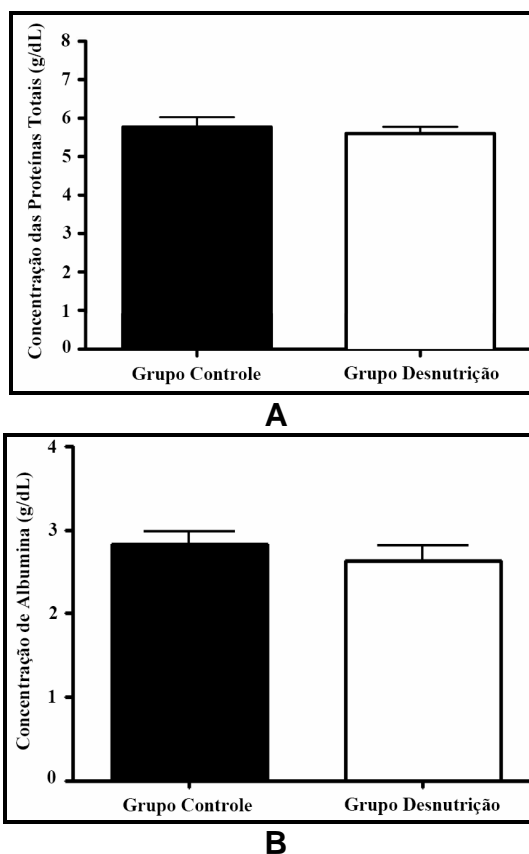 Concentração das Proteínas Totais (g/dL)
8
7
6
5
4
3
2
1
0
Grupo Controle
Grupo Desnutrição
A
Concentração de Albumina (g/dL)
4
3
2
1
0
Grupo Controle
Grupo Desnutrição
B